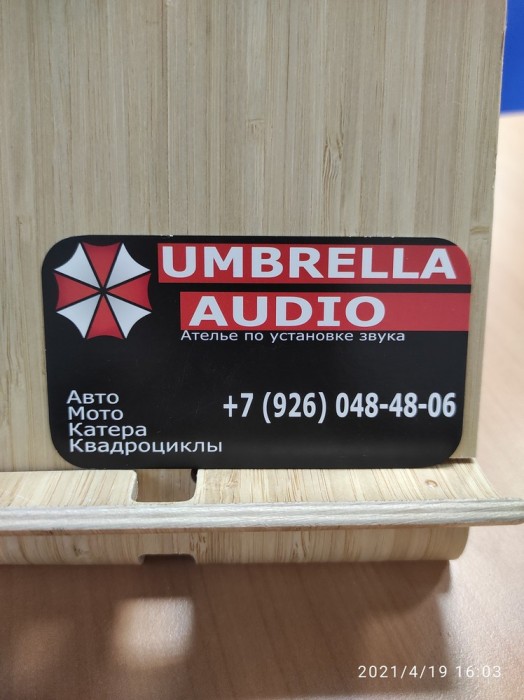 UMBRELLA
AUDIO
Ателье по установке звука
Авто
Мото
Катера
Квадроциклы
+7 (926) 048-48-06
2021/4/19 16:03